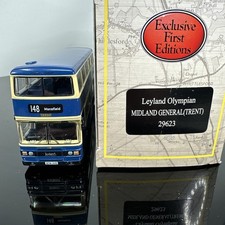 148 Mansfield
Exclusive
First
Editions
Leyland Olympian
MIDLAND GENERAL(TRENT)
29623